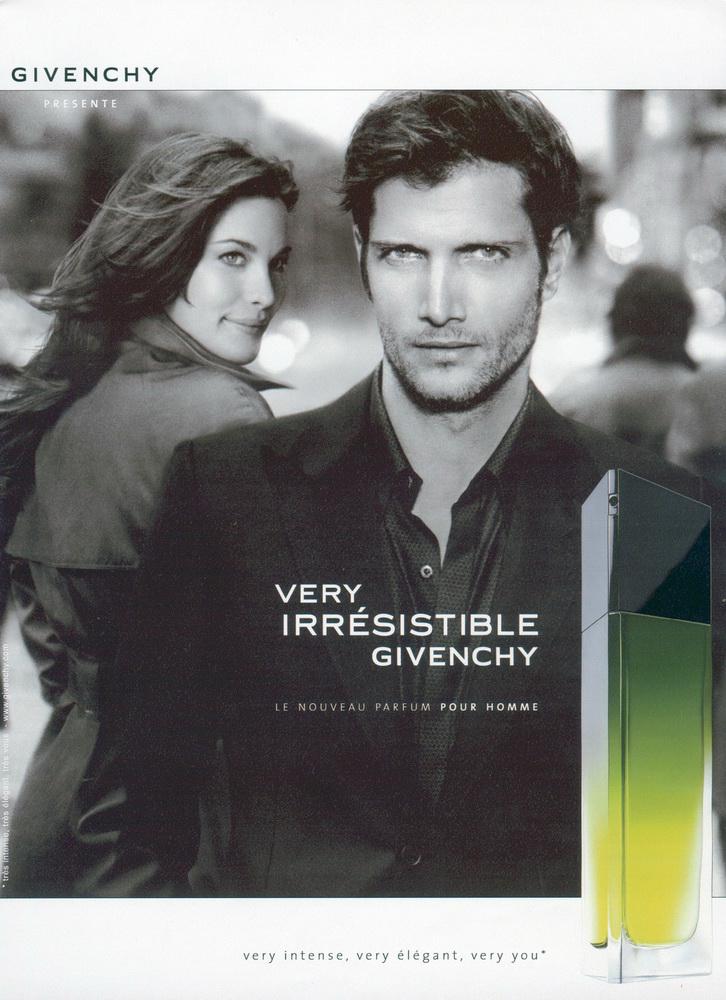 GIVENCHY
PRESENTE
VERY
IRRÉSISTIBLE
GIVENCHY
LE NOUVEAU PARFUM POUR HOMME
very intense, very élégant, very you*
* très intense, très élégant, très vous - www.givenchy.com